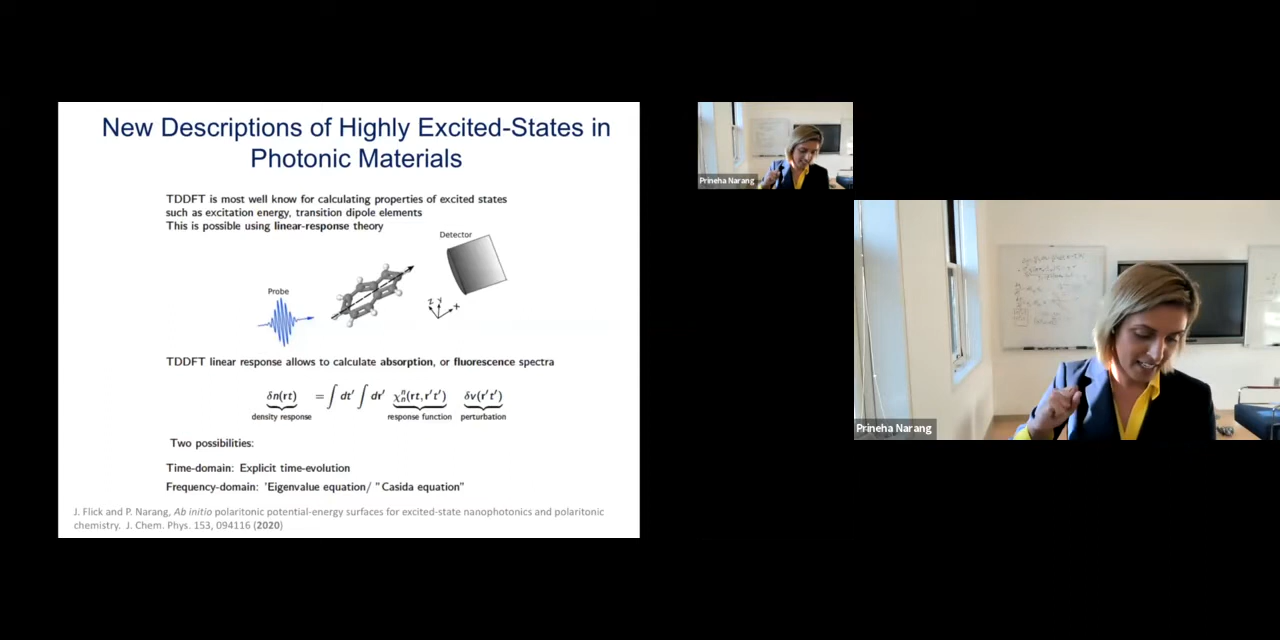 New Descriptions of Highly Excited-States in
Photonic Materials
TDDFT is most well know for calculating properties of excited states
such as excitation energy, transition dipole elements
This is possible using linear-response theory
Detector
Probe
Z Y X
TDDFT linear response allows to calculate absorption, or fluorescence spectra
δn(rt) = ∫ dt′ ∫ dr′ χₙⁿ(rt, r′t′) δv(r′t′)
density response response function perturbation
Two possibilities:
Time-domain: Explicit time-evolution
Frequency-domain: 'Eigenvalue equation/ "Casida equation"
J. Flick and P. Narang, Ab initio polaritonic potential-energy surfaces for excited-state nanophotonics and polaritonic
chemistry. J. Chem. Phys. 153, 094116 (2020)
Prineha Narang
Prineha Narang